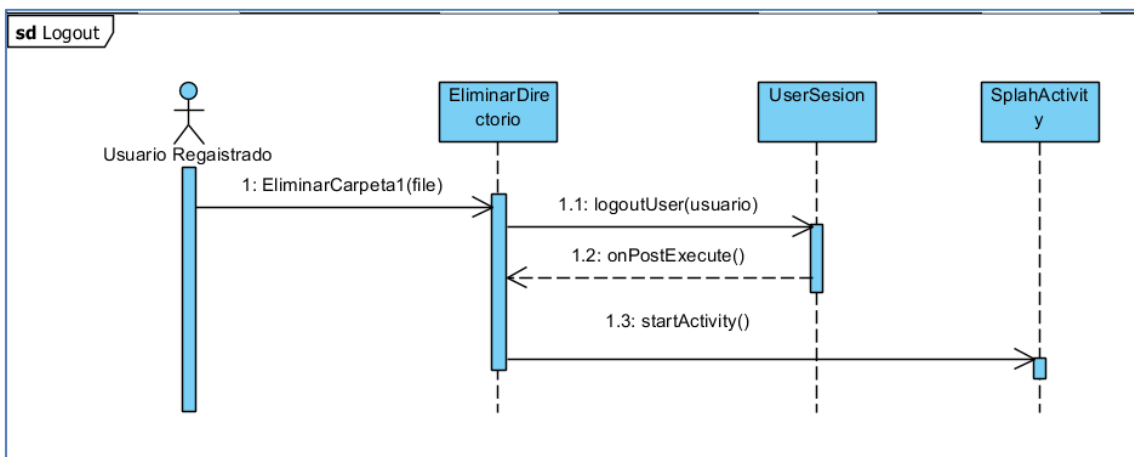 sd Logout
EliminarDire
ctorio
UserSesion
SplahActivit
y
Usuario Regaistrado
1: EliminarCarpeta1(file)
1.1: logoutUser(usuario)
1.2: onPostExecute()
1.3: startActivity()